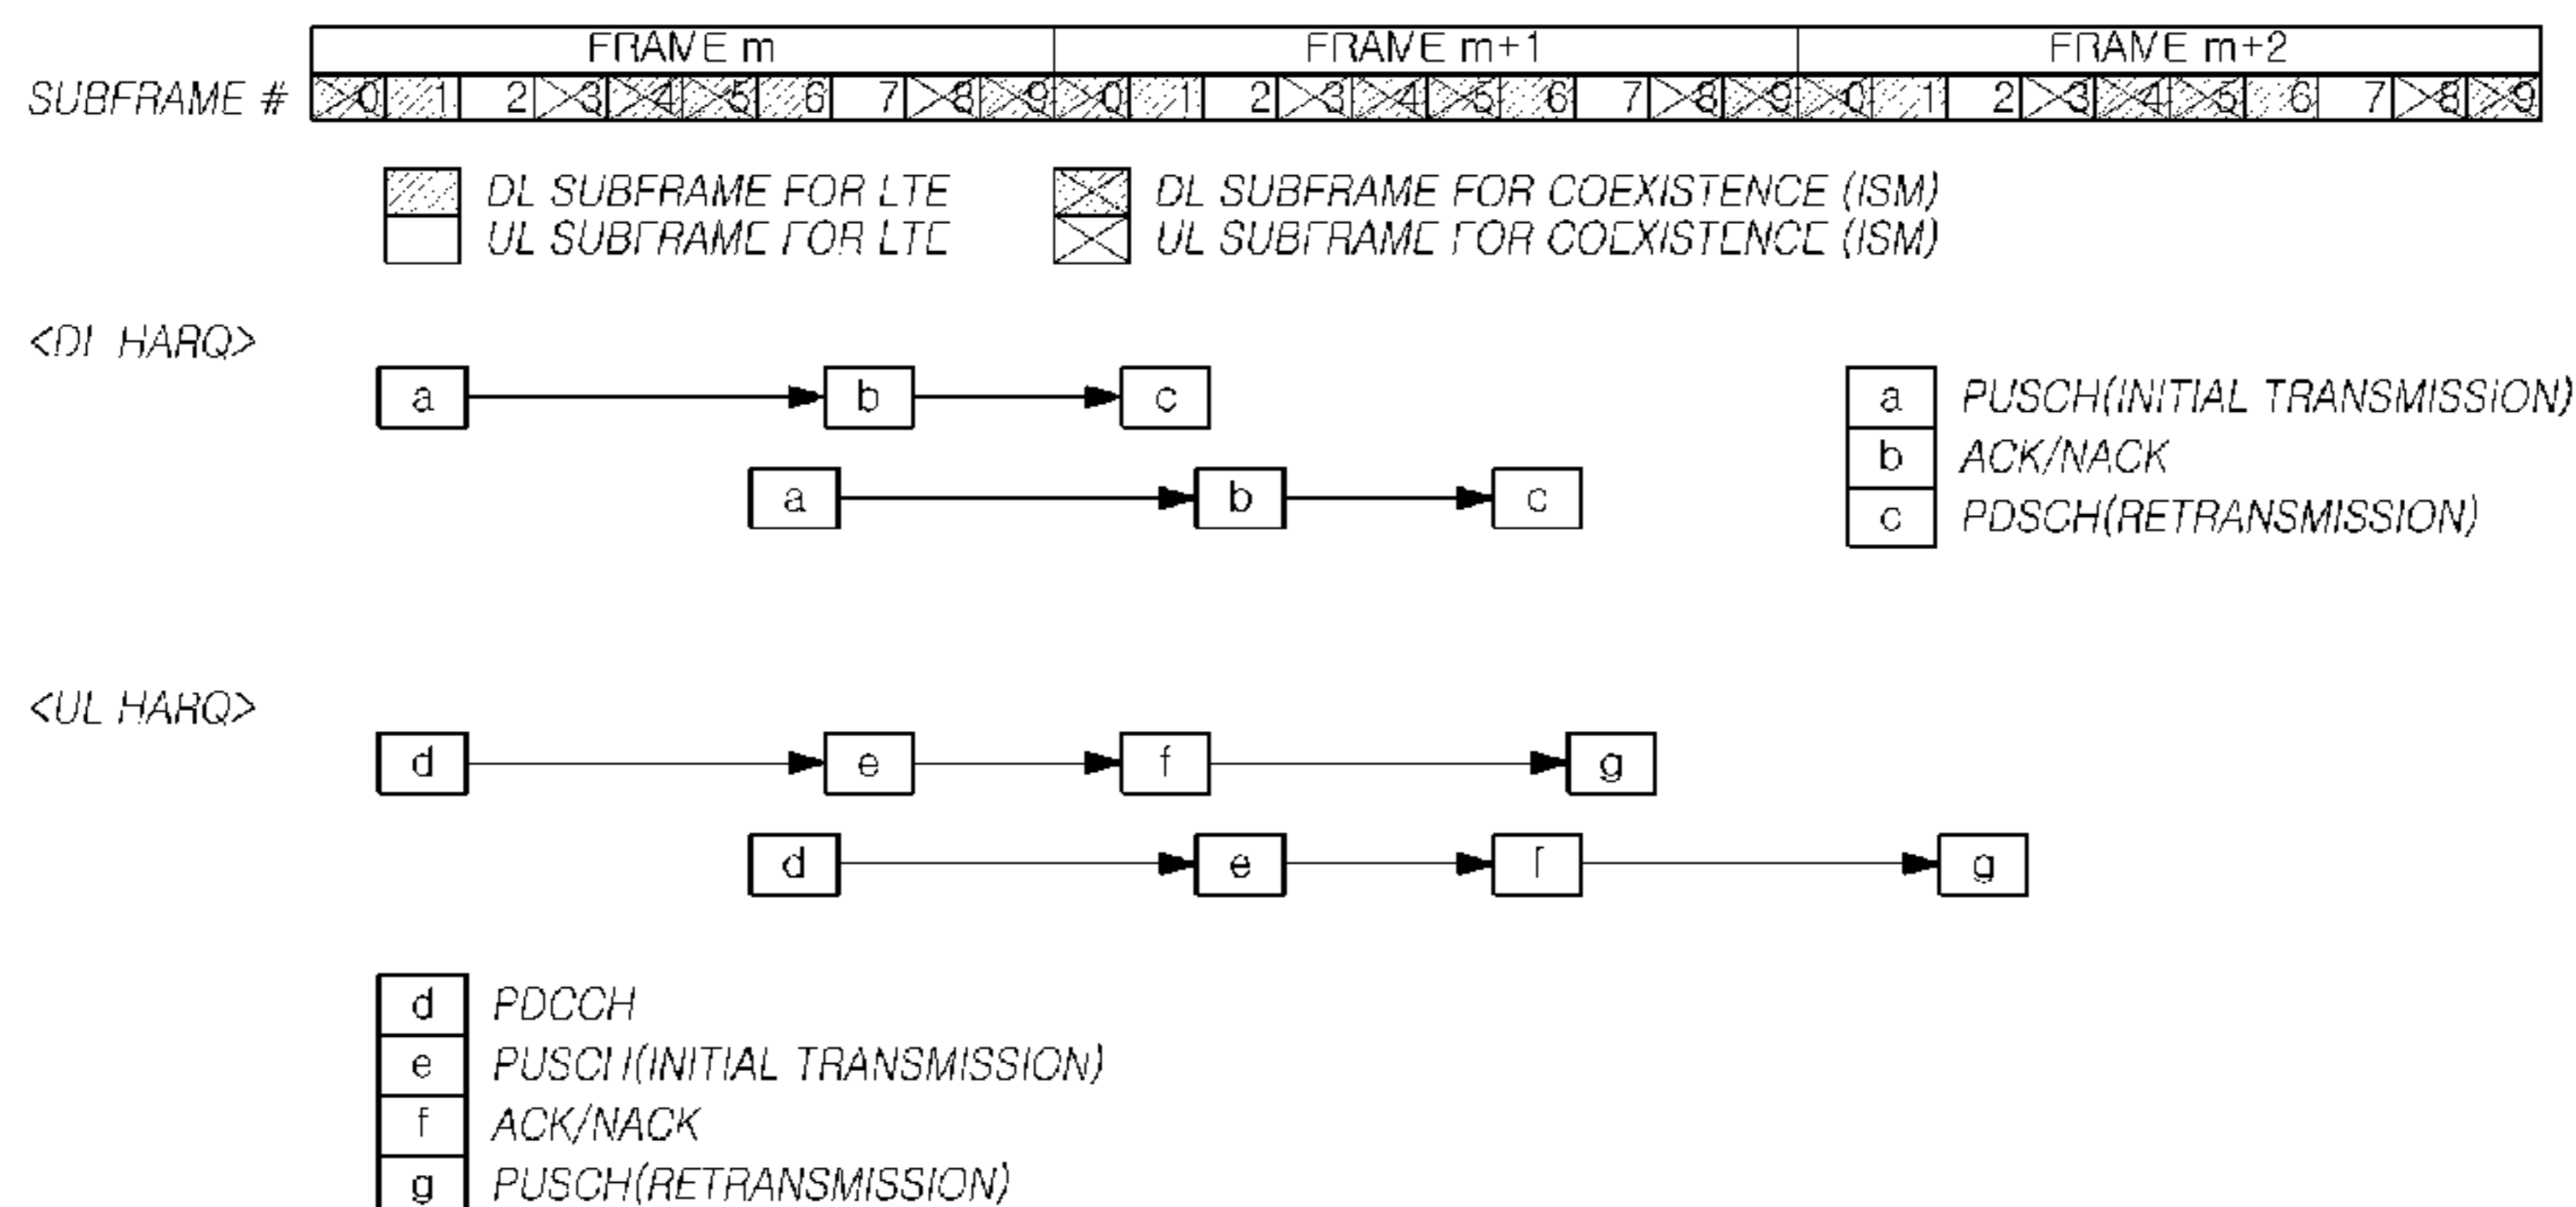 FRAME m FRAME m+1 FRAME m+2
SUBFRAME # 0 1 2 3 4 5 6 7 8 9 0 1 2 3 4 5 6 7 8 9 0 1 2 3 4 5 6 7 8 9
DL SUBFRAME FOR LTE DL SUBFRAME FOR COEXISTENCE (ISM)
UL SUBFRAME FOR LTE UL SUBFRAME FOR COEXISTENCE (ISM)
<DL HARQ>
a b c
a b c
a PUSCH(INITIAL TRANSMISSION)
b ACK/NACK
c PDSCH(RETRANSMISSION)
<UL HARQ>
d e f g
d e f g
d PDCCH
e PUSCH(INITIAL TRANSMISSION)
f ACK/NACK
g PUSCH(RETRANSMISSION)